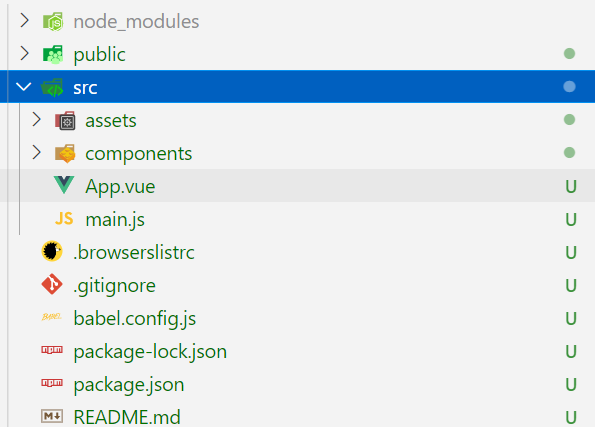 node_modules
public
src
assets
components
App.vue U
JS main.js U
.browserslistrc U
.gitignore U
BABEL babel.config.js U
package-lock.json U
package.json U
M README.md U